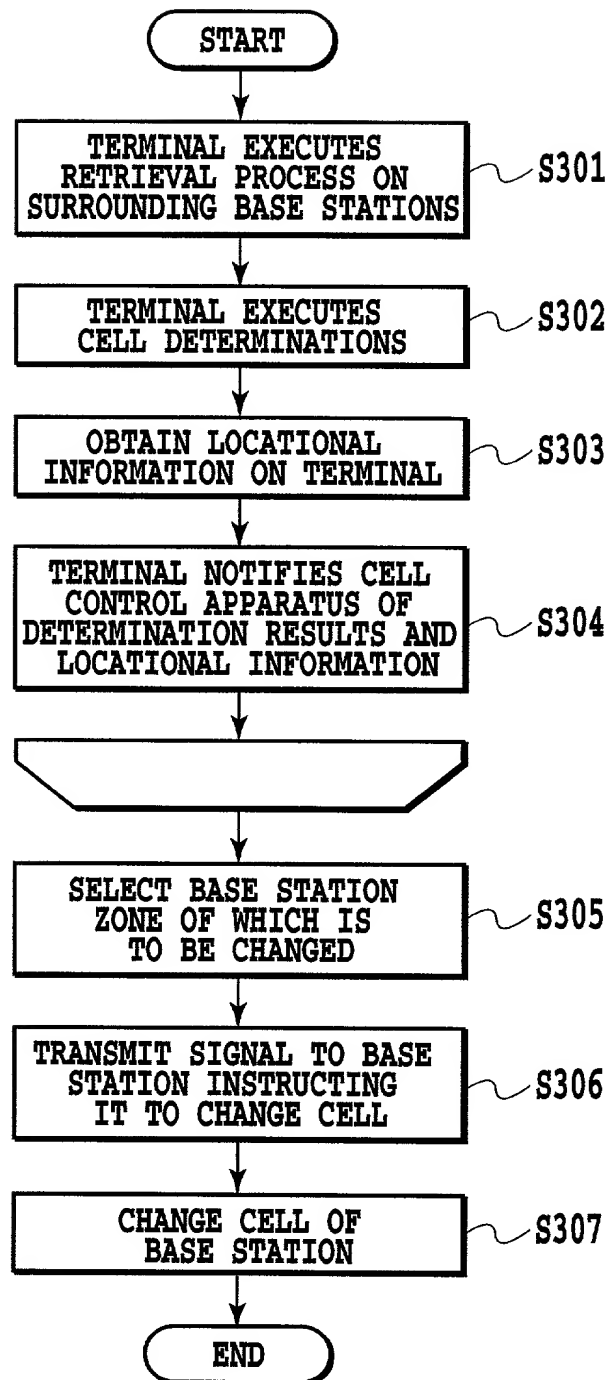 START
TERMINAL EXECUTES
RETRIEVAL PROCESS ON
SURROUNDING BASE STATIONS
S301
TERMINAL EXECUTES
CELL DETERMINATIONS
S302
OBTAIN LOCATIONAL
INFORMATION ON TERMINAL
S303
TERMINAL NOTIFIES CELL
CONTROL APPARATUS OF
DETERMINATION RESULTS AND
LOCATIONAL INFORMATION
S304
SELECT BASE STATION
ZONE OF WHICH IS
TO BE CHANGED
S305
TRANSMIT SIGNAL TO BASE
STATION INSTRUCTING
IT TO CHANGE CELL
S306
CHANGE CELL OF
BASE STATION
S307
END